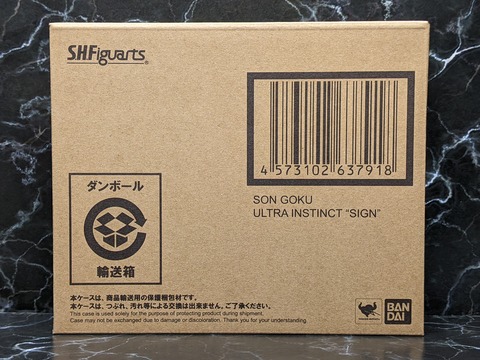 S.H.Figuarts
4 573102 637918
SON GOKU
ULTRA INSTINCT “SIGN”
ダンボール
輸送箱
本ケースは、商品輸送用の保護梱包材です。
本ケースは、つぶれ、汚れ等による交換は出来ません。ご了承ください。
This case is used solely for the purpose of protecting product during shipment.
Case may not be exchanged due to damage or discoloration. Thank you for understanding.
BAN
DAI